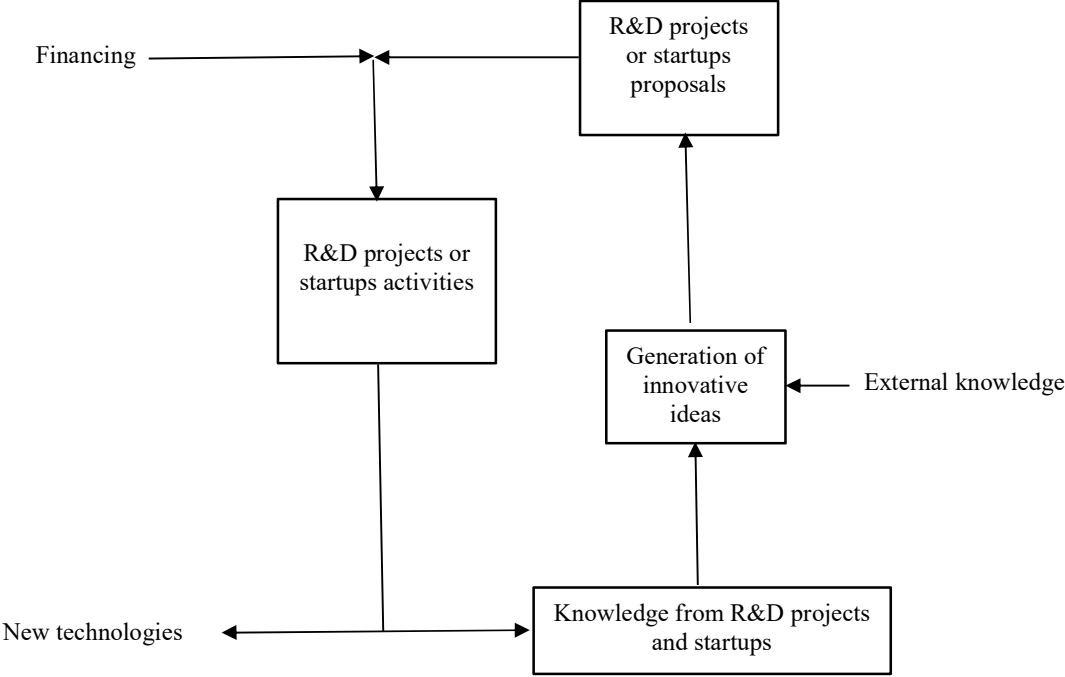 R&D projects
or startups
proposals
Financing
R&D projects or
startups activities
Generation of
innovative
ideas
External knowledge
New technologies
Knowledge from R&D projects
and startups